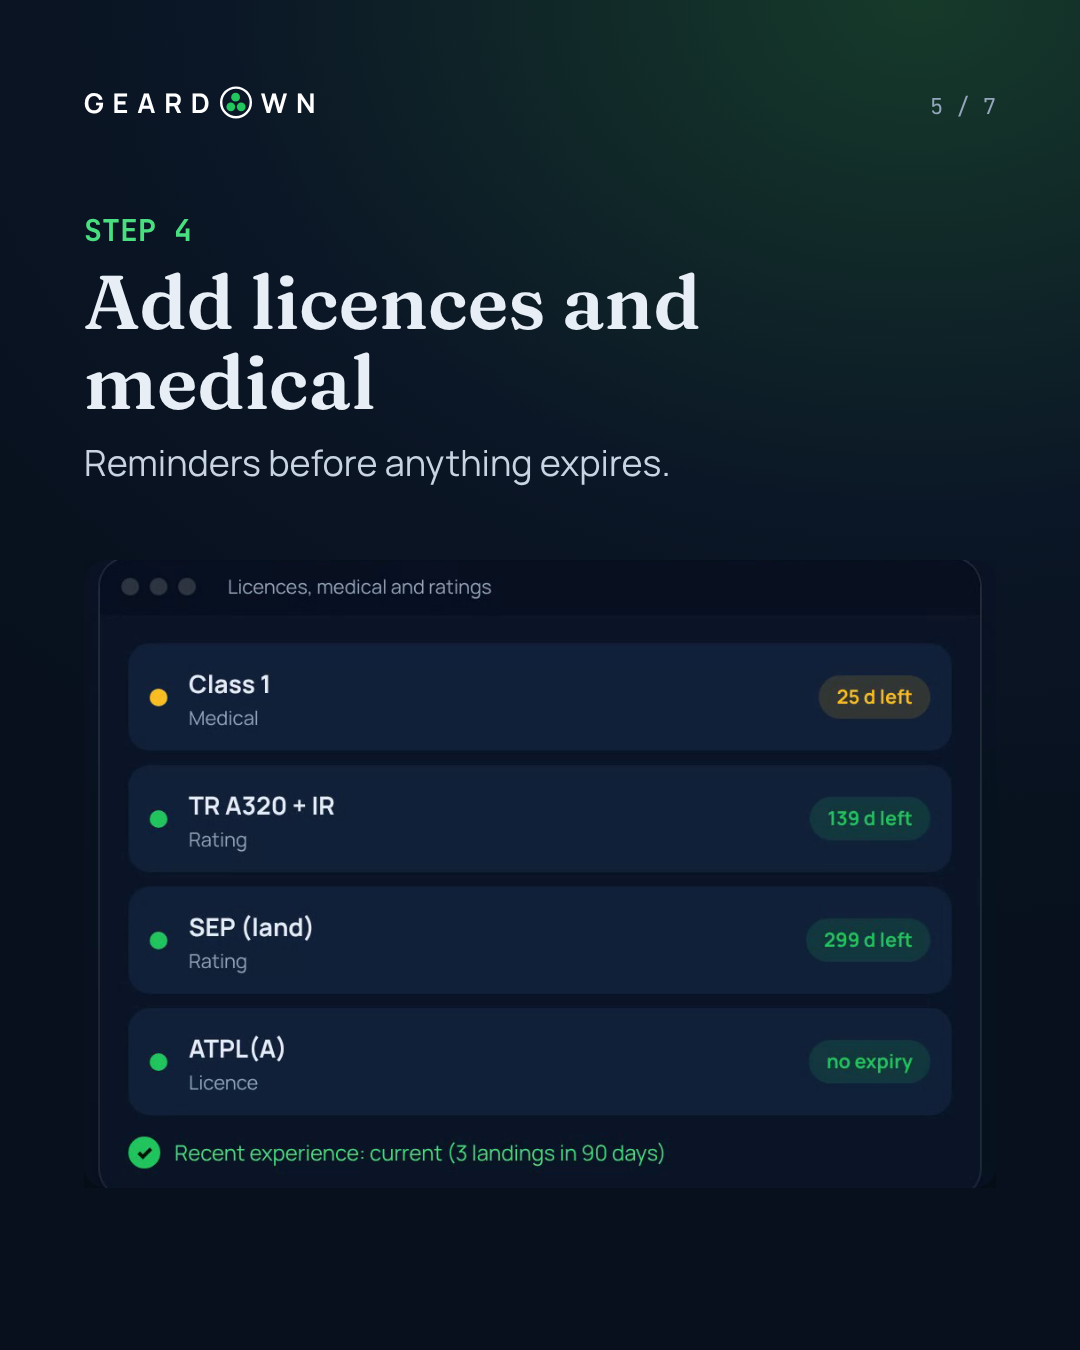 GEARDOWN
5 / 7
STEP 4
Add licences and
medical
Reminders before anything expires.
Licences, medical and ratings
Class 1
Medical
25 d left
TR A320 + IR
Rating
139 d left
SEP (land)
Rating
299 d left
ATPL(A)
Licence
no expiry
Recent experience: current (3 landings in 90 days)